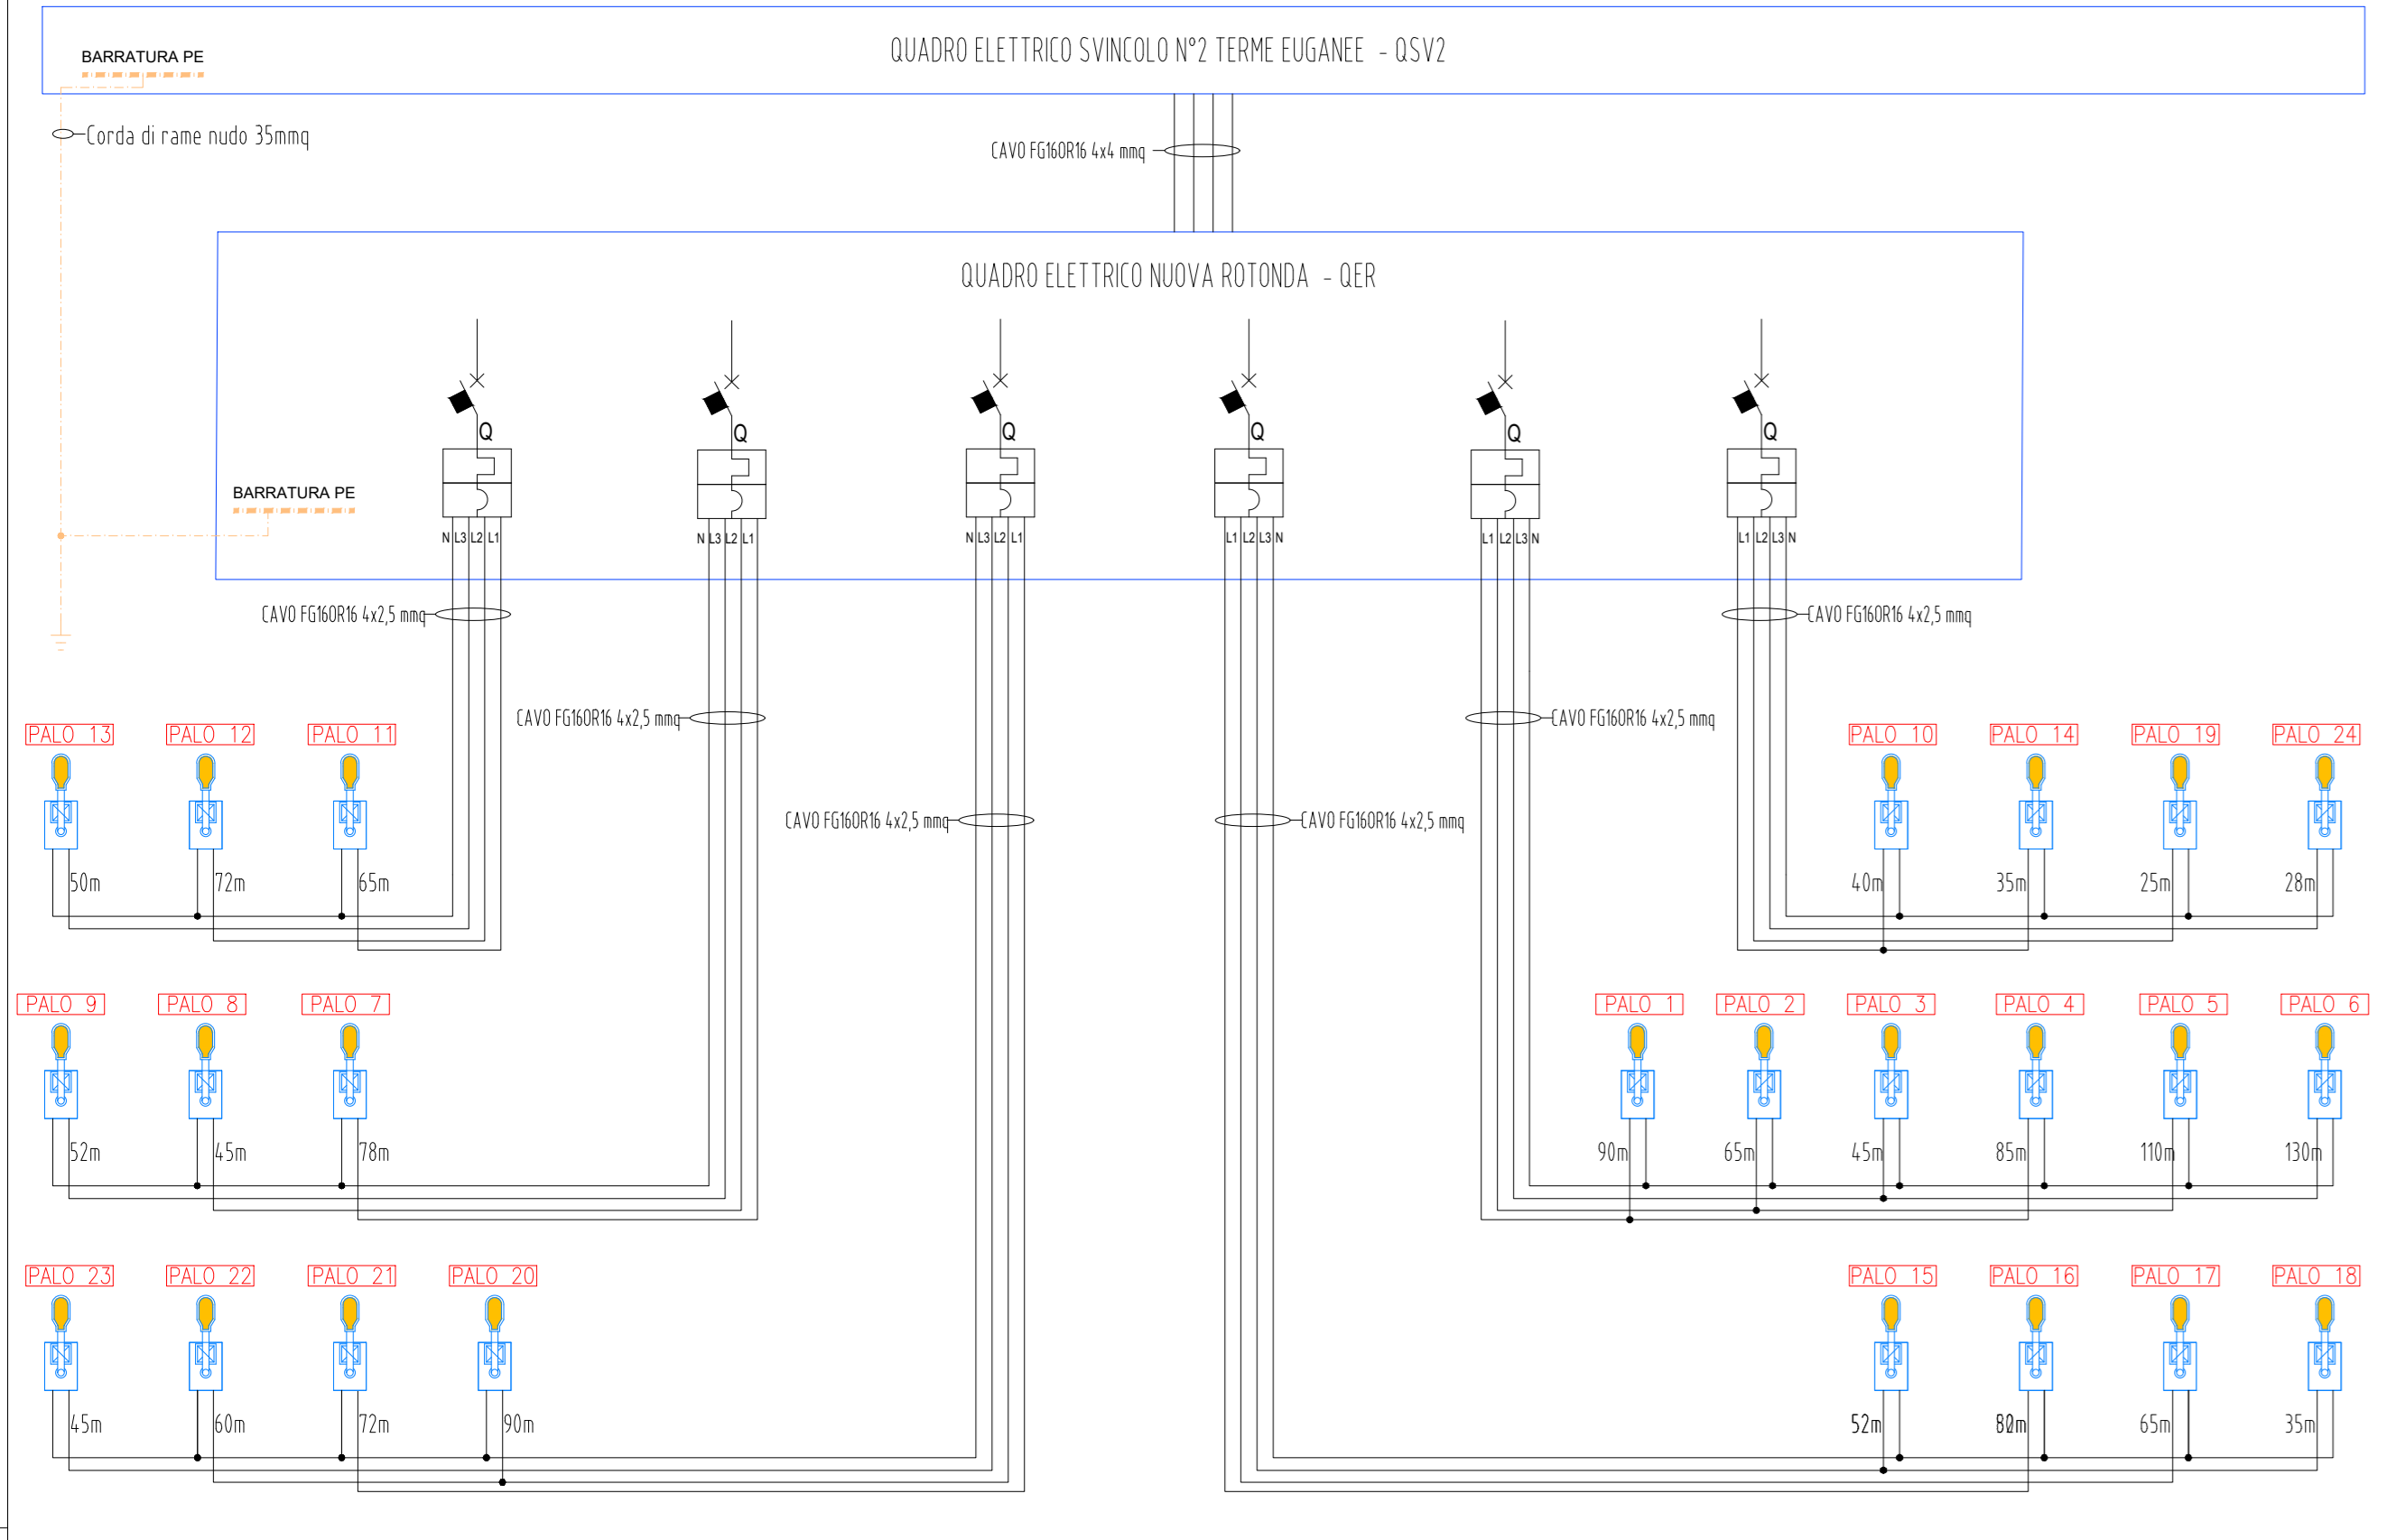 QUADRO ELETTRICO SVINCOLO N°2 TERME EUGANEE - QSV2
BARRATURA PE
Corda di rame nudo 35mmq
CAVO FG16OR16 4x4 mmq
QUADRO ELETTRICO NUOVA ROTONDA - QER
Q Q Q Q Q Q
BARRATURA PE
N L3 L2 L1 N L3 L2 L1 N L3 L2 L1 L1 L2 L3 N L1 L2 L3 N L1 L2 L3 N
CAVO FG16OR16 4x2,5 mmq CAVO FG16OR16 4x2,5 mmq
CAVO FG16OR16 4x2,5 mmq CAVO FG16OR16 4x2,5 mmq
CAVO FG16OR16 4x2,5 mmq CAVO FG16OR16 4x2,5 mmq
PALO 13 PALO 12 PALO 11 PALO 10 PALO 14 PALO 19 PALO 24
50m 72m 65m 40m 35m 25m 28m
PALO 9 PALO 8 PALO 7 PALO 1 PALO 2 PALO 3 PALO 4 PALO 5 PALO 6
52m 45m 78m 90m 65m 45m 85m 110m 130m
PALO 23 PALO 22 PALO 21 PALO 20 PALO 15 PALO 16 PALO 17 PALO 18
45m 60m 72m 90m 52m 65m 35m